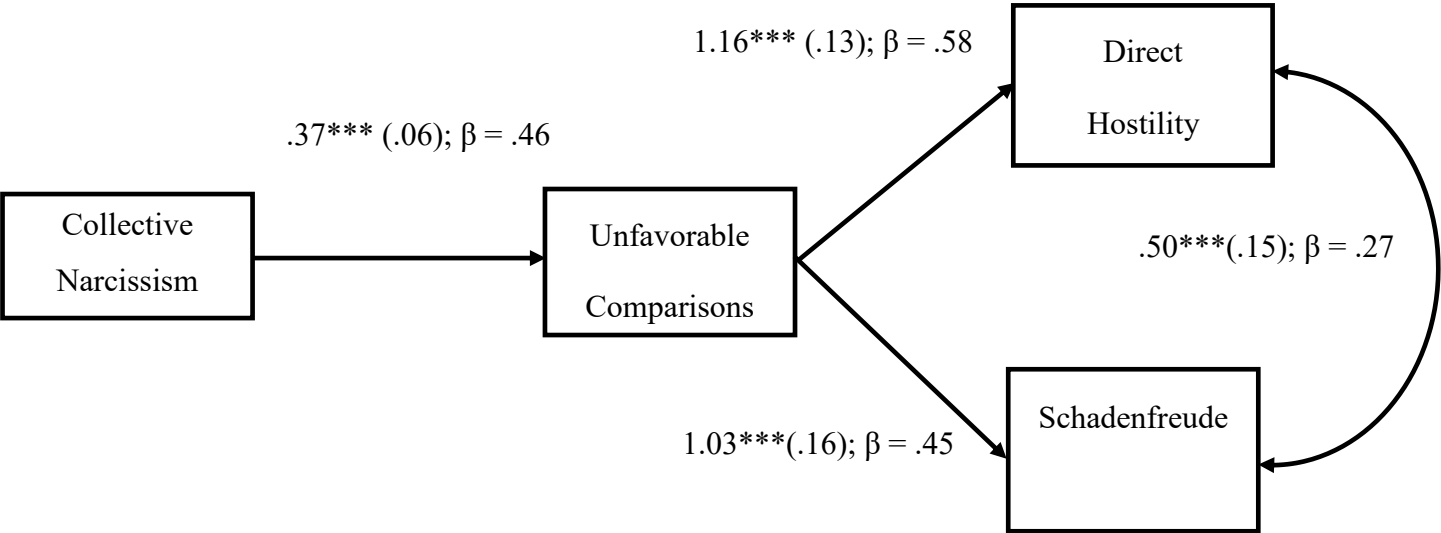 1.16*** (.13); β = .58
Direct
Hostility
.37*** (.06); β = .46
Collective
Narcissism
Unfavorable
Comparisons
.50***(.15); β = .27
1.03***(.16); β = .45
Schadenfreude